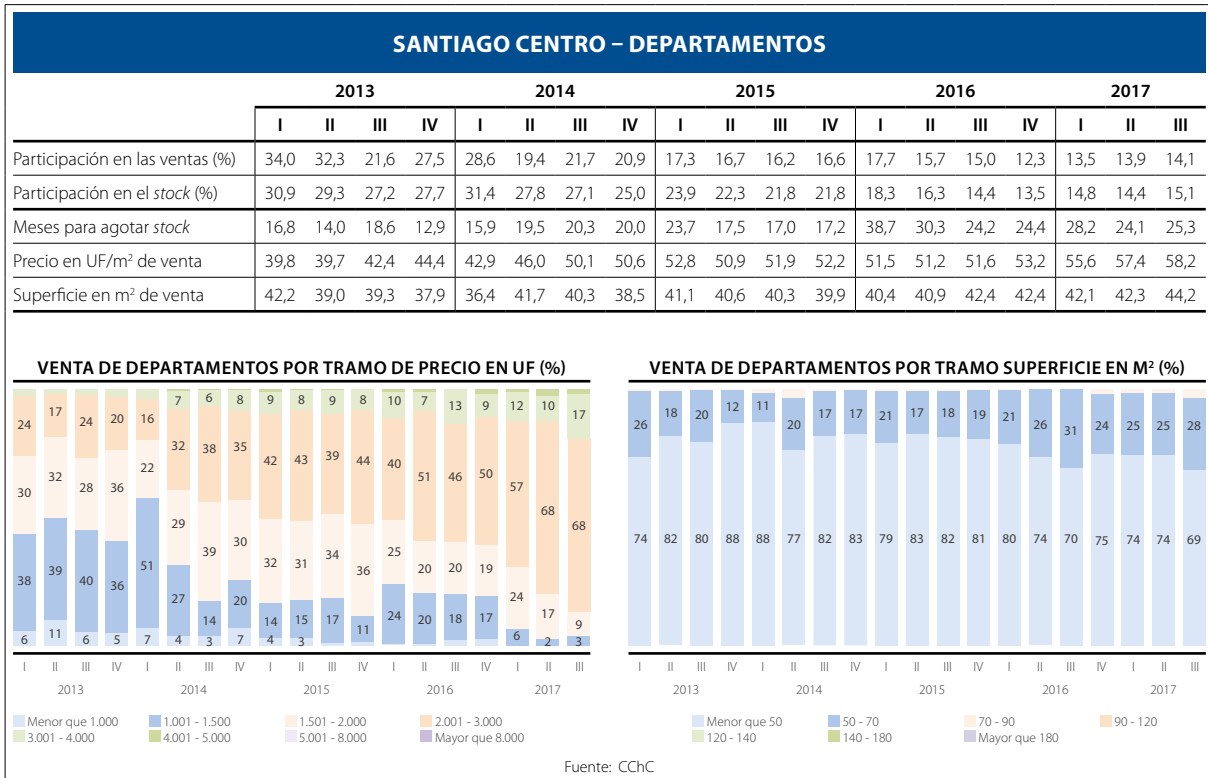 SANTIAGO CENTRO – DEPARTAMENTOS
2013 2014 2015 2016 2017
I II III IV I II III IV I II III IV I II III IV I II III
Participación en las ventas (%) 34,0 32,3 21,6 27,5 28,6 19,4 21,7 20,9 17,3 16,7 16,2 16,6 17,7 15,7 15,0 12,3 13,5 13,9 14,1
Participación en el stock (%) 30,9 29,3 27,2 27,7 31,4 27,8 27,1 25,0 23,9 22,3 21,8 21,8 18,3 16,3 14,4 13,5 14,8 14,4 15,1
Meses para agotar stock 16,8 14,0 18,6 12,9 15,9 19,5 20,3 20,0 23,7 17,5 17,0 17,2 38,7 30,3 24,2 24,4 28,2 24,1 25,3
Precio en UF/m² de venta 39,8 39,7 42,4 44,4 42,9 46,0 50,1 50,6 52,8 50,9 51,9 52,2 51,5 51,2 51,6 53,2 55,6 57,4 58,2
Superficie en m² de venta 42,2 39,0 39,3 37,9 36,4 41,7 40,3 38,5 41,1 40,6 40,3 39,9 40,4 40,9 42,4 42,4 42,1 42,3 44,2
VENTA DE DEPARTAMENTOS POR TRAMO DE PRECIO EN UF (%)
24 30 38 6
17 32 39 11
24 28 40 6
20 36 36 5
16 22 51 7
7 32 29 27 4
6 38 39 14 3
8 35 30 20 7
9 42 32 14 4
8 43 31 15 3
9 39 34 17
8 44 36 11
10 40 25 24
7 51 20 20
13 46 20 18
9 50 19 17
12 57 24 6
10 68 17 2
17 68 9 3
I II III IV I II III IV I II III IV I II III IV I II III
2013 2014 2015 2016 2017
Menor que 1.000 1.001 - 1.500 1.501 - 2.000 2.001 - 3.000
3.001 - 4.000 4.001 - 5.000 5.001 - 8.000 Mayor que 8.000
VENTA DE DEPARTAMENTOS POR TRAMO SUPERFICIE EN M² (%)
26 18 20 12 11 20 17 17 21 17 18 19 21 26 31 24 25 25 28
74 82 80 88 88 77 82 83 79 83 82 81 80 74 70 75 74 74 69
I II III IV I II III IV I II III IV I II III IV I II III
2013 2014 2015 2016 2017
Menor que 50 50 - 70 70 - 90 90 - 120
120 - 140 140 - 180 Mayor que 180
Fuente: CChC